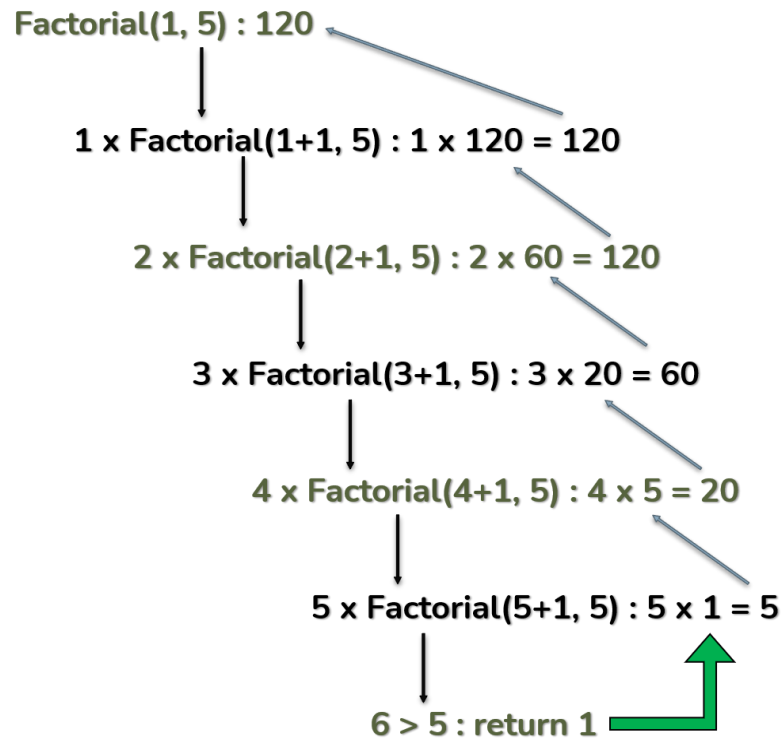 Factorial(1, 5) : 120
1 x Factorial(1+1, 5) : 1 x 120 = 120
2 x Factorial(2+1, 5) : 2 x 60 = 120
3 x Factorial(3+1, 5) : 3 x 20 = 60
4 x Factorial(4+1, 5) : 4 x 5 = 20
5 x Factorial(5+1, 5) : 5 x 1 = 5
6 > 5 : return 1